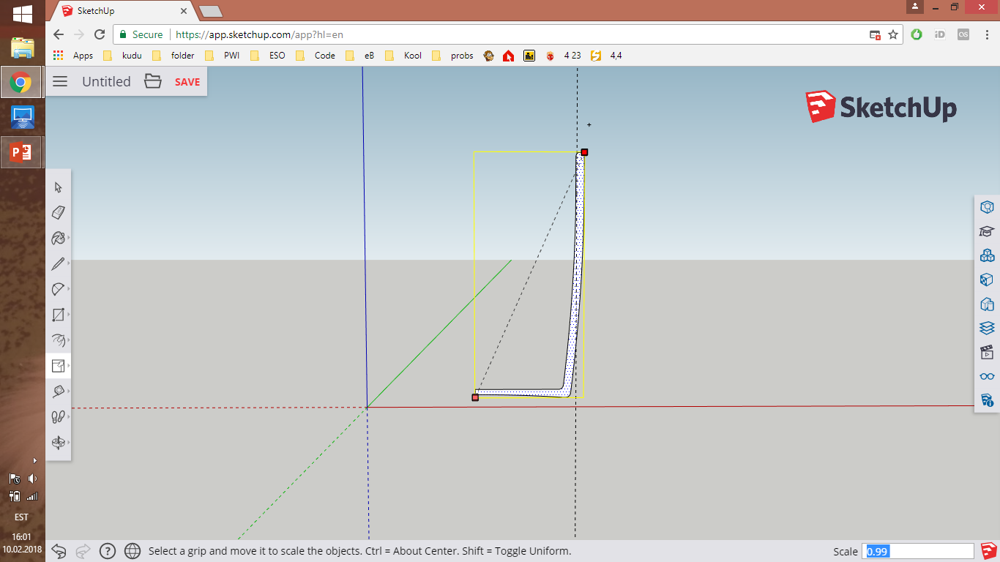 SketchUp
Secure https://app.sketchup.com/app?hl=en
iD OS
Apps kudu folder PWI ESO Code eB Kool probs 4 23 4,4
Untitled SAVE
SketchUp
EST
16:01
10.02.2018
Select a grip and move it to scale the objects. Ctrl = About Center. Shift = Toggle Uniform.
Scale 0.99